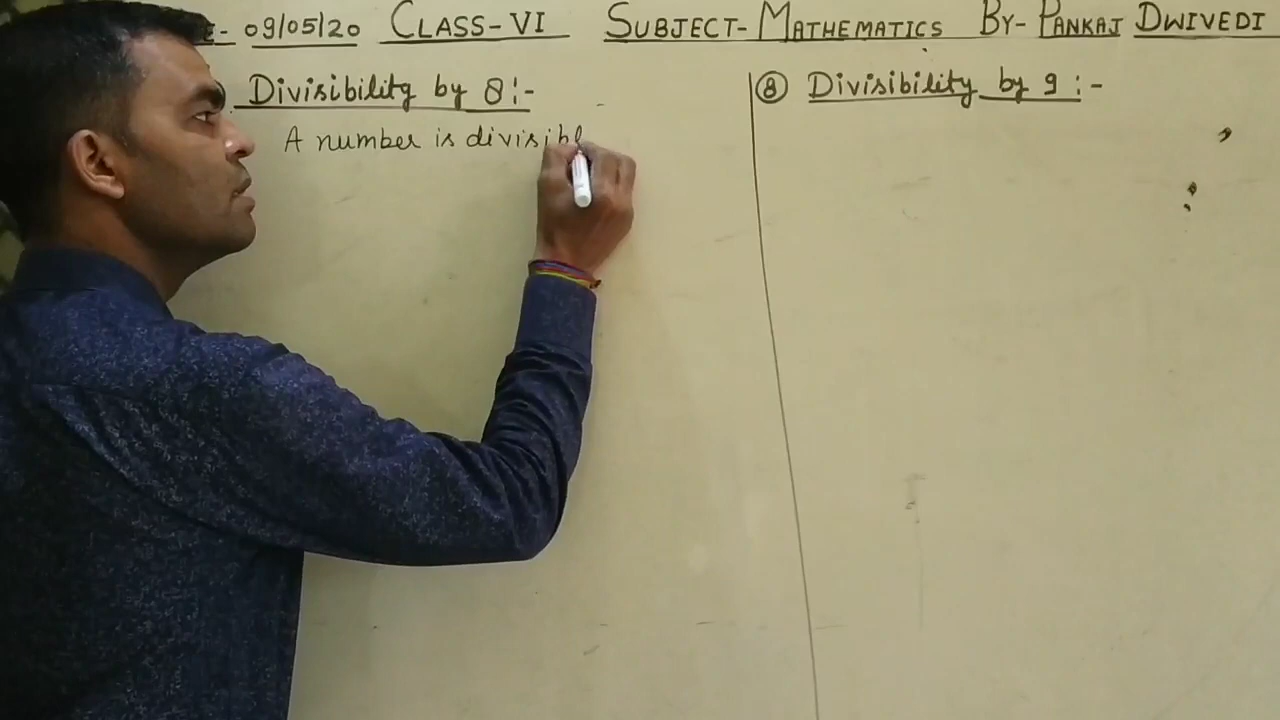 09/05/20 CLASS-VI SUBJECT-MATHEMATICS BY-PANKAJ DWIVEDI
Divisibility by 8:-
A number is divisibl
⑧ Divisibility by 9:-